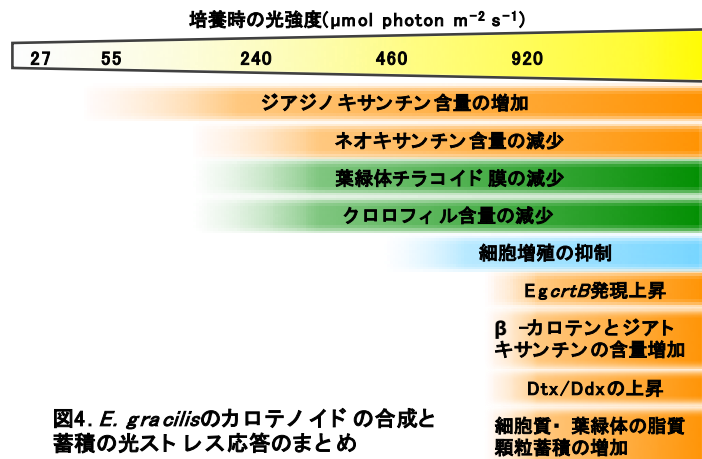 培養時の光強度(μmol photon m⁻² s⁻¹)
27 55 240 460 920
ジアジノキサンチン含量の増加
ネオキサンチン含量の減少
葉緑体チラコイド膜の減少
クロロフィル含量の減少
細胞増殖の抑制
EgcrtB発現上昇
β-カロテンとジアト
キサンチンの含量増加
Dtx/Ddxの上昇
細胞質・葉緑体の脂質
顆粒蓄積の増加
図4. E. gracilisのカロテノイドの合成と
蓄積の光ストレス応答のまとめ